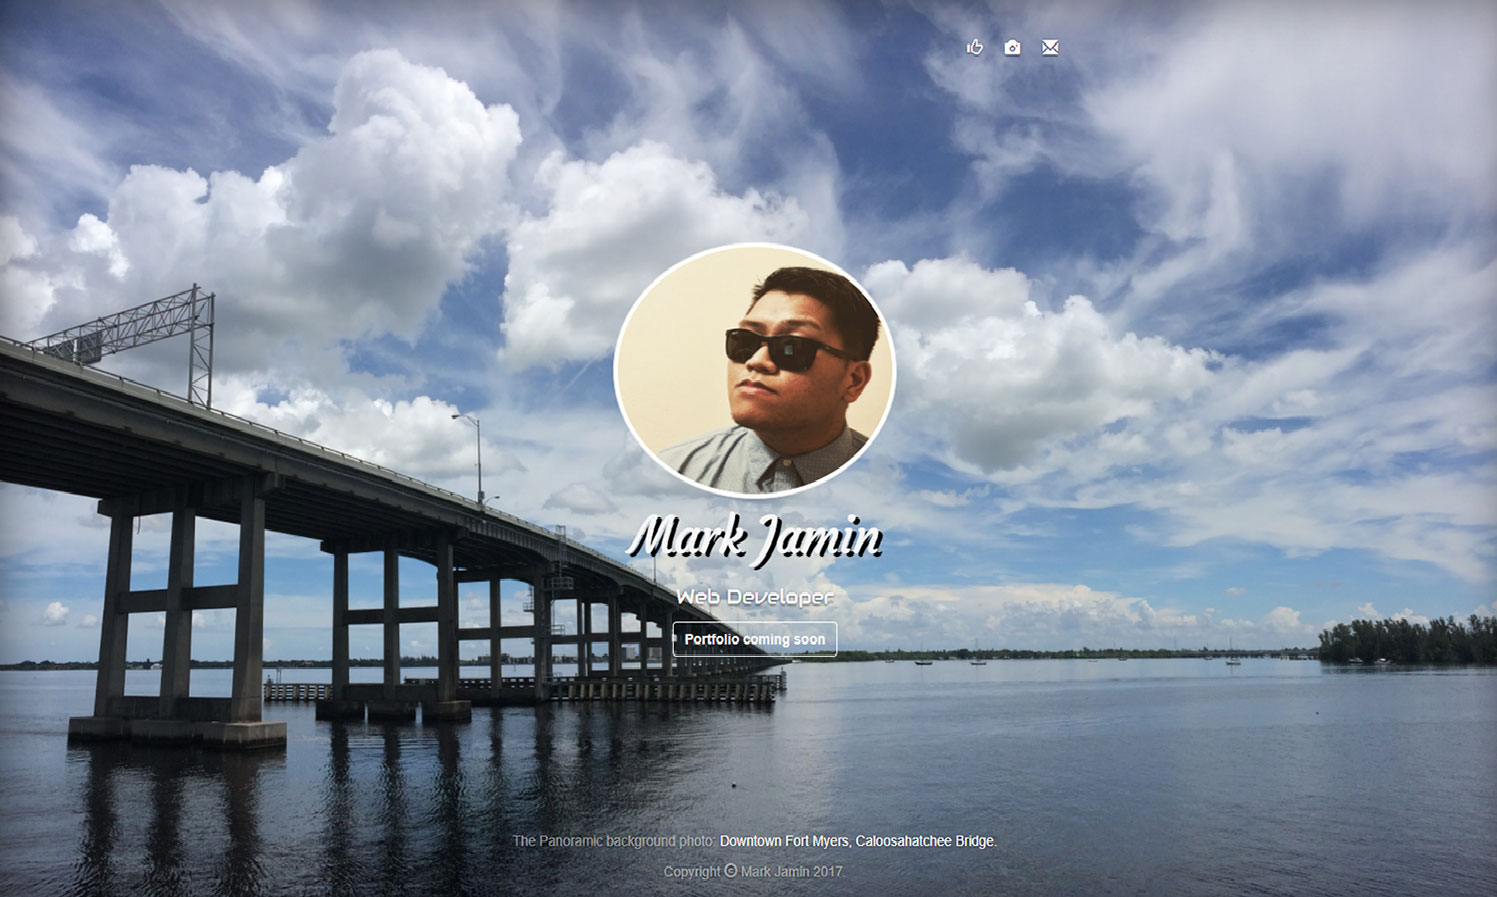 Mark Jamin
Web Developer
Portfolio coming soon
The Panoramic background photo: Downtown Fort Myers, Caloosahatchee Bridge.
Copyright © Mark Jamin 2017.